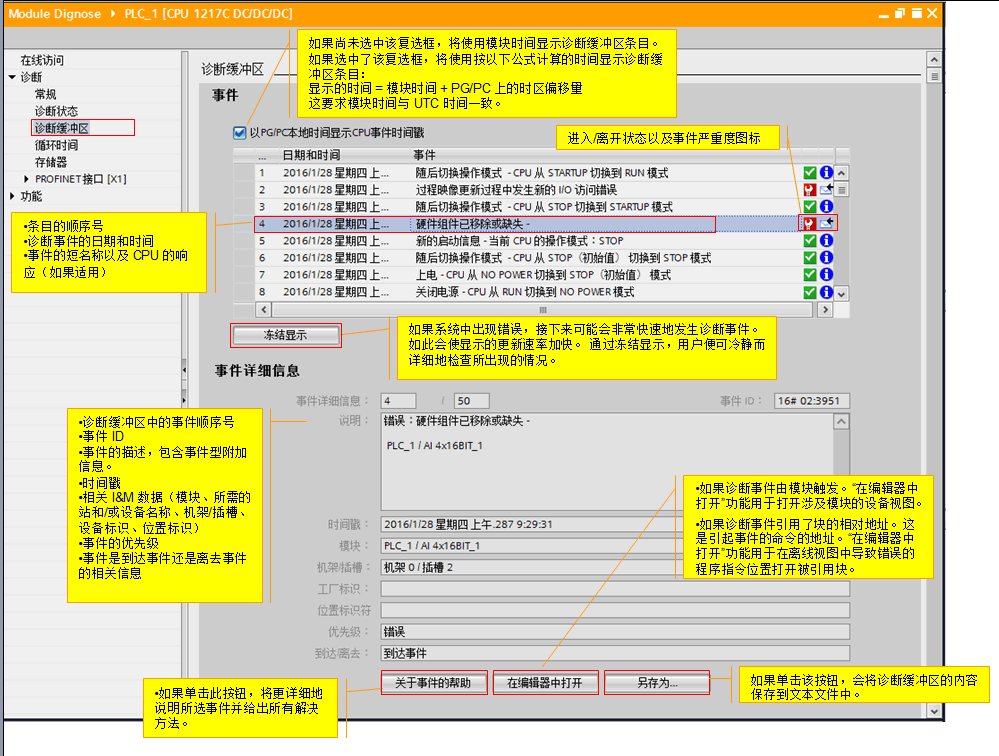 Module Dignose ▸ PLC_1 [CPU 1217C DC/DC/DC]
在线访问
诊断
常规
诊断状态
诊断缓冲区
循环时间
存储器
PROFINET接口 [X1]
功能
诊断缓冲区
如果尚未选中该复选框，将使用模块时间显示诊断缓冲区条目。
如果选中了该复选框，将使用按以下公式计算的时间显示诊断缓
冲区条目：
显示的时间 = 模块时间 + PG/PC 上的时区偏移量
这要求模块时间与 UTC 时间一致。
事件
以PG/PC本地时间显示CPU事件时间戳
进入/离开状态以及事件严重度图标
... 日期和时间 事件
1 2016/1/28 星期四 上... 随后切换操作模式 - CPU 从 STARTUP 切换到 RUN 模式
2 2016/1/28 星期四 上... 过程映像更新过程中发生新的 I/O 访问错误
3 2016/1/28 星期四 上... 随后切换操作模式 - CPU 从 STOP 切换到 STARTUP 模式
4 2016/1/28 星期四 上... 硬件组件已移除或缺失 -
5 2016/1/28 星期四 上... 新的启动信息 - 当前 CPU 的操作模式：STOP
6 2016/1/28 星期四 上... 随后切换操作模式 - CPU 从 STOP（初始值） 切换到 STOP 模式
7 2016/1/28 星期四 上... 上电 - CPU 从 NO POWER 切换到 STOP（初始值） 模式
8 2016/1/28 星期四 上... 关闭电源 - CPU 从 RUN 切换到 NO POWER 模式
•条目的顺序号
•诊断事件的日期和时间
•事件的短名称以及 CPU 的响
应（如果适用）
冻结显示
如果系统中出现错误，接下来可能会非常快速地发生诊断事件。
如此会使显示的更新速率加快。 通过冻结显示，用户便可冷静而
详细地检查所出现的情况。
事件详细信息
事件详细信息： 4 / 50 事件 ID： 16# 02:3951
说明： 错误：硬件组件已移除或缺失 -
PLC_1 / AI 4x16BIT_1
•诊断缓冲区中的事件顺序号
•事件 ID
•事件的描述，包含事件型附加
信息。
•时间戳
•相关 I&M 数据（模块、所需的
站和/或设备名称、机架/插槽、
设备标识、位置标识）
•事件的优先级
•事件是到达事件还是离去事件
的相关信息
•如果诊断事件由模块触发。“在编辑器中
打开”功能用于打开涉及模块的设备视图。
•如果诊断事件引用了块的相对地址。这
是引起事件的命令的地址。“在编辑器中
打开”功能用于在离线视图中导致错误的
程序指令位置打开被引用块。
时间戳： 2016/1/28 星期四 上午.287 9:29:31
模块： PLC_1 / AI 4x16BIT_1
机架/插槽： 机架 0 / 插槽 2
工厂标识：
位置标识符
优先级： 错误
到达/离去： 到达事件
关于事件的帮助 在编辑器中打开 另存为...
•如果单击此按钮，将更详细地
说明所选事件并给出所有解决
方法。
如果单击该按钮，会将诊断缓冲区的内容
保存到文本文件中。